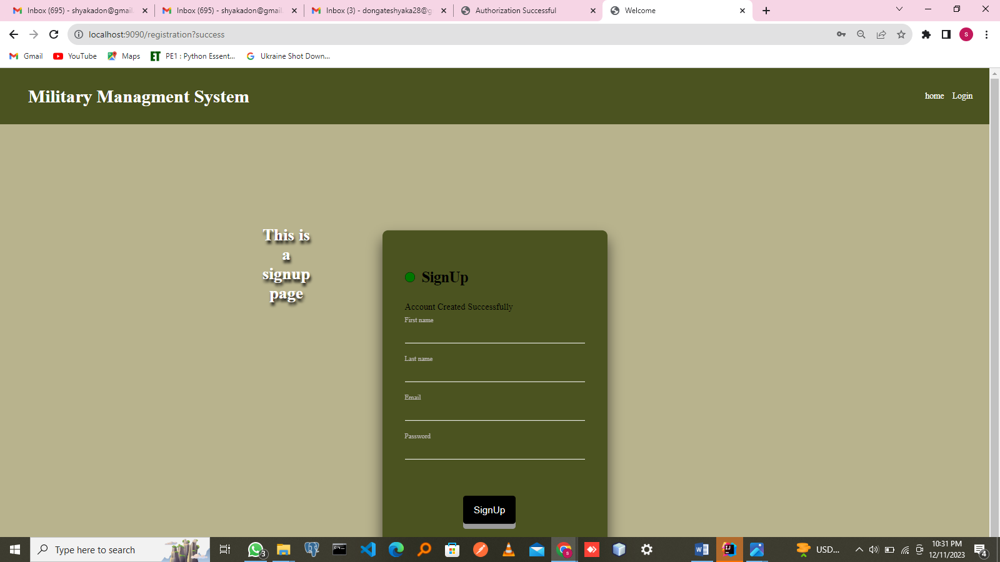 Inbox (695) - shyakadon@gmail.
Inbox (695) - shyakadon@gmail.
Inbox (3) - dongateshyaka28@g
Authorization Successful
Welcome
localhost:9090/registration?success
S
Gmail
YouTube
Maps
ET
PE1 : Python Essent...
G
Ukraine Shot Down...
Military Managment System
home
Login
This is
a
signup
page
SignUp
Account Created Successfully
First name
Last name
Email
Password
SignUp
Type here to search
3
S
W
IJ
USD...
10:31 PM
12/11/2023
4